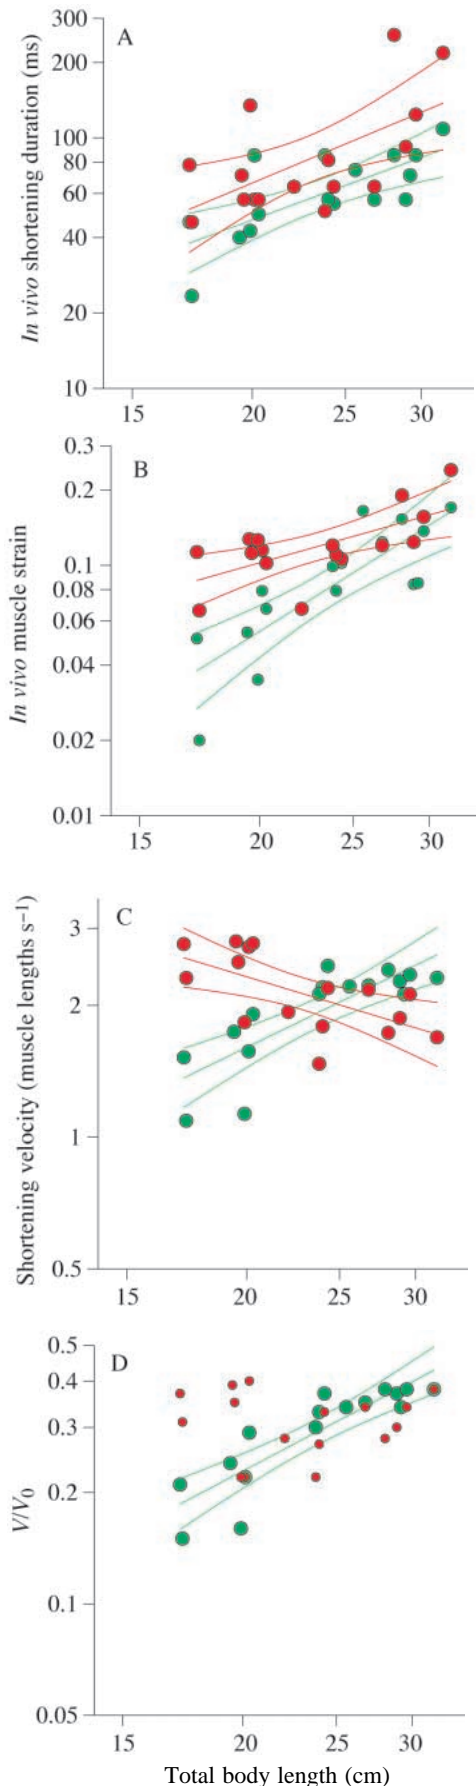 300
A
200
100
80
60
40
20
10
15 20 25 30
In vivo shortening duration (ms)
0.3
B
0.2
0.1
0.08
0.06
0.04
0.02
0.01
15 20 25 30
In vivo muscle strain
C
3
2
1
0.5
15 20 25 30
Shortening velocity (muscle lengths s⁻¹)
0.5
D
0.4
0.3
0.2
0.1
0.05
15 20 25 30
V/V₀
Total body length (cm)